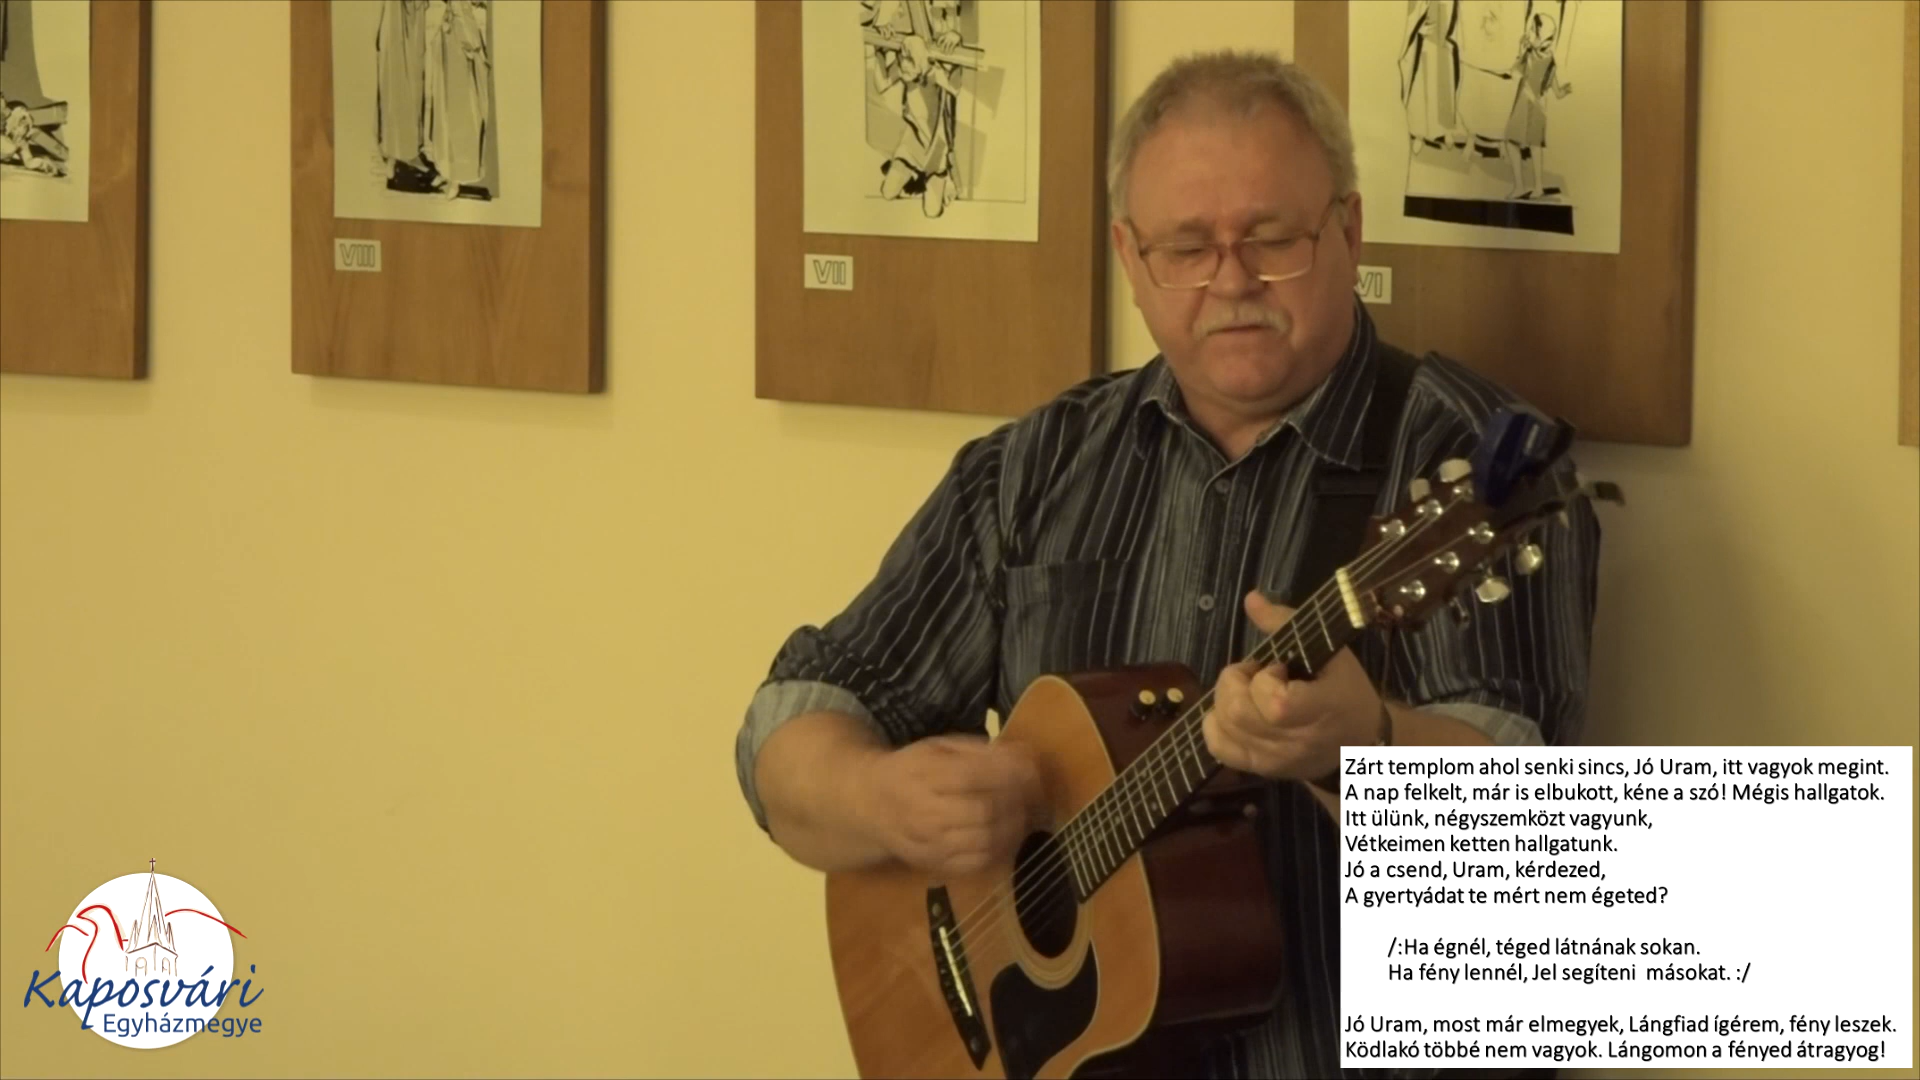 VIII
VII
VI
Zárt templom ahol senki sincs, Jó Uram, itt vagyok megint.
A nap felkelt, már is elbukott, kéne a szó! Mégis hallgatok.
Itt ülünk, négyszemközt vagyunk,
Vétkeimen ketten hallgatunk.
Jó a csend, Uram, kérdezed,
A gyertyádat te mért nem égeted?
/:Ha égnél, téged látnának sokan.
Ha fény lennél, Jel segíteni másokat. :/
Jó Uram, most már elmegyek, Lángfiad ígérem, fény leszek.
Ködlakó többé nem vagyok. Lángomon a fényed átragyog!
Kaposvári
Egyházmegye